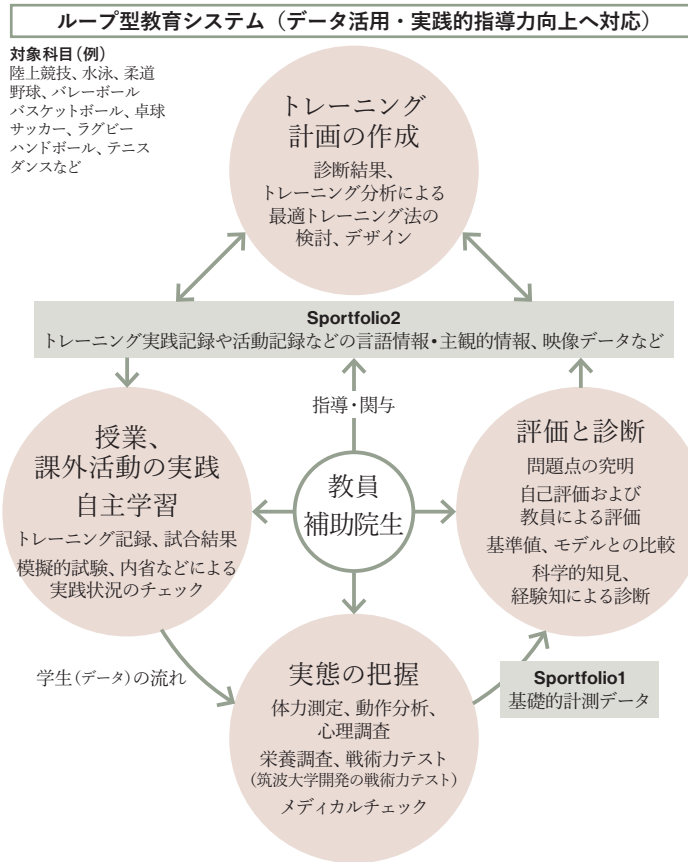 ループ型教育システム（データ活用・実践的指導力向上へ対応）
対象科目（例）
陸上競技、水泳、柔道
野球、バレーボール
バスケットボール、卓球
サッカー、ラグビー
ハンドボール、テニス
ダンスなど
トレーニング
計画の作成
診断結果、
トレーニング分析による
最適トレーニング法の
検討、デザイン
Sportfolio2
トレーニング実践記録や活動記録などの言語情報・主観的情報、映像データなど
指導・関与
授業、
課外活動の実践
自主学習
トレーニング記録、試合結果
模擬的試験、内省などによる
実践状況のチェック
教員
補助院生
評価と診断
問題点の究明
自己評価および
教員による評価
基準値、モデルとの比較
科学的知見、
経験知による診断
学生（データ）の流れ
実態の把握
体力測定、動作分析、
心理調査
栄養調査、戦術力テスト
（筑波大学開発の戦術力テスト）
メディカルチェック
Sportfolio1
基礎的計測データ